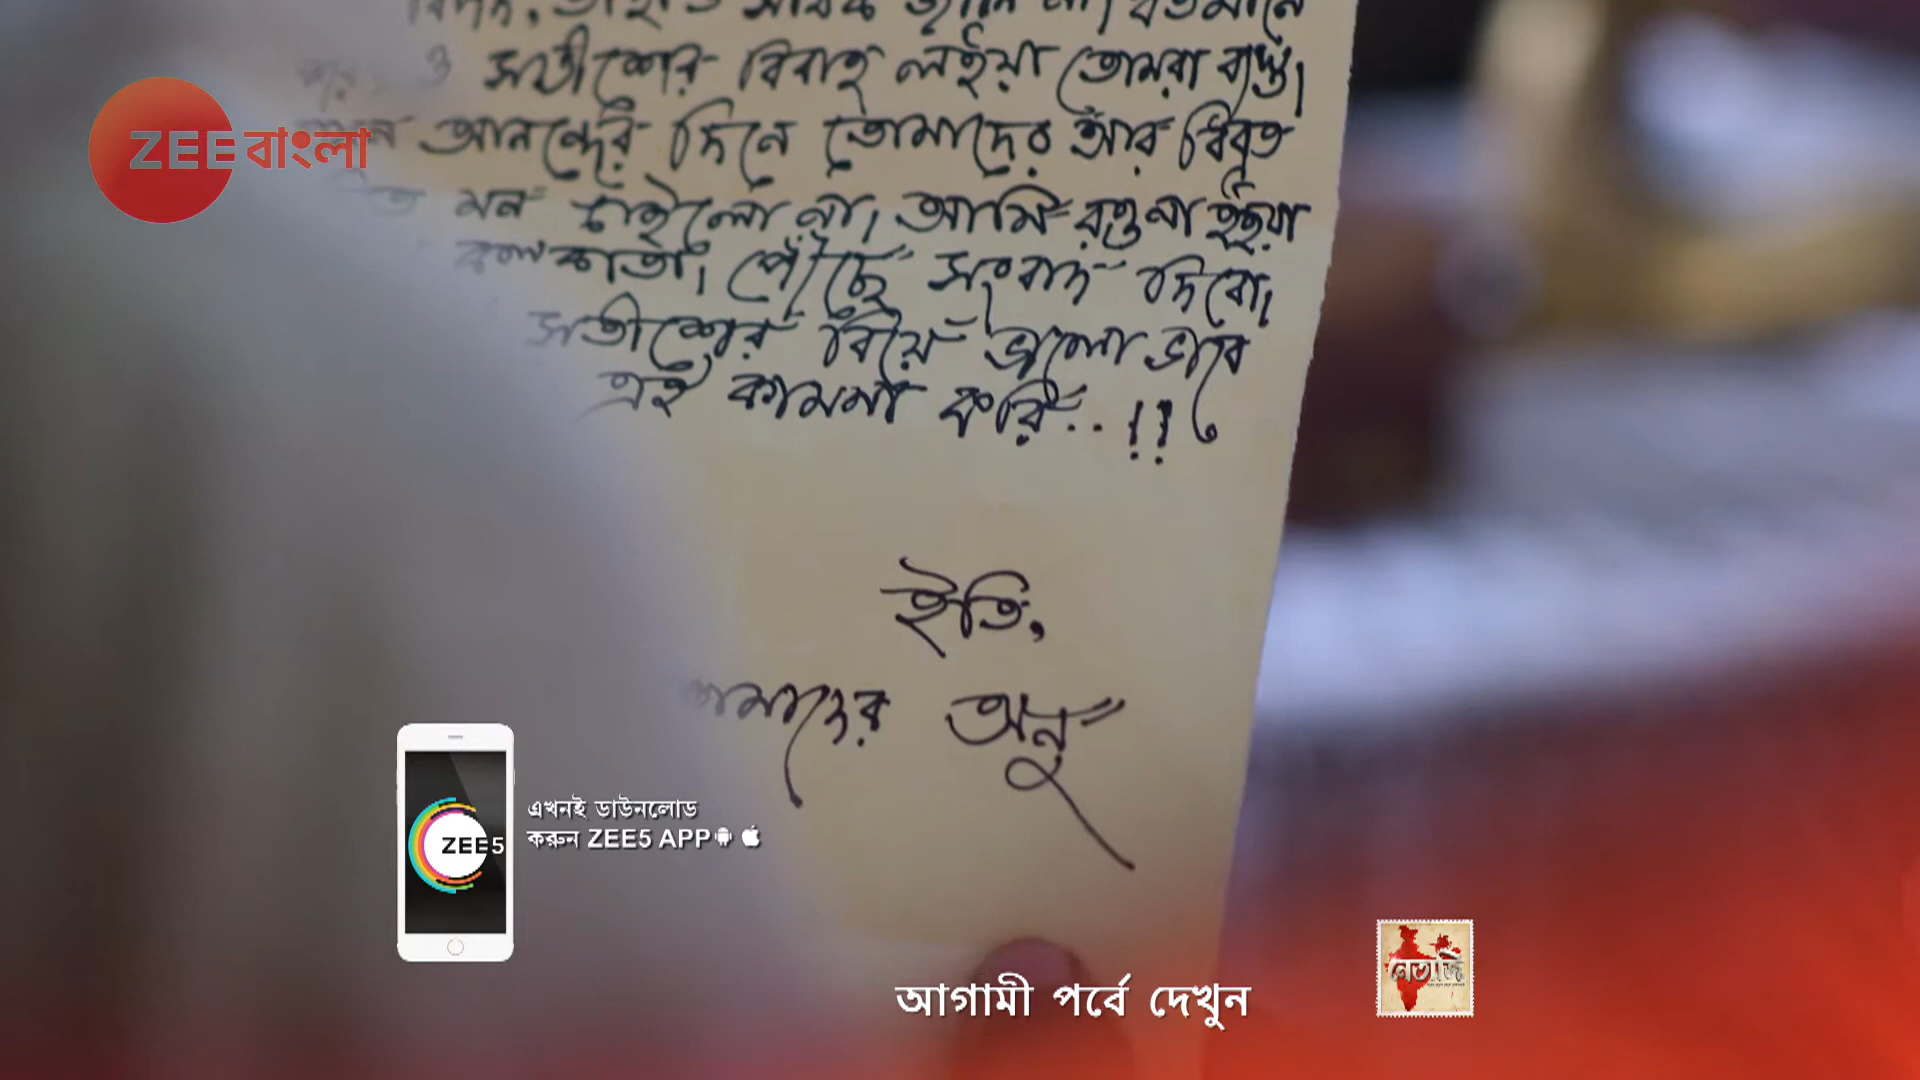 ও সতীশের বিবাহ লইয়া তোমরা ব্যস্ত।
আনন্দের দিনে তোমাদের আর বিব্রত
মন চাইলো না। আমি রওনা হইয়া
কলকাতা। পৌঁছে সংবাদ দিবো।
সতীশের বিয়ে ভালো ভাবে
এই কামনা করি..!!
ইতি,
অনু
ZEE বাংলা
ZEE5
এখনই ডাউনলোড
করুন ZEE5 APP
আগামী পর্বে দেখুন
নেতাজি